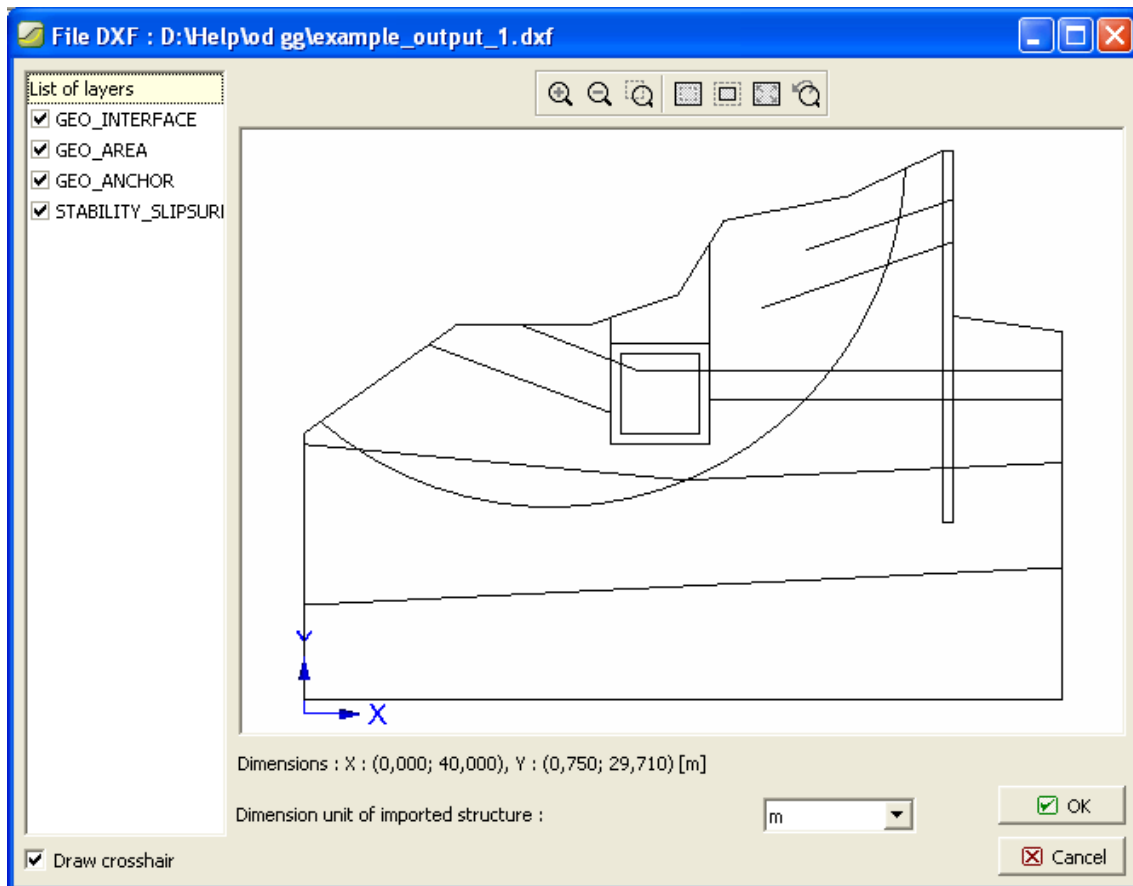 File DXF : D:\Help\od gg\example_output_1.dxf
List of layers
GEO_INTERFACE
GEO_AREA
GEO_ANCHOR
STABILITY_SLIPSURI
Y
X
Dimensions : X : (0,000; 40,000), Y : (0,750; 29,710) [m]
Dimension unit of imported structure :
m
OK
Draw crosshair
Cancel